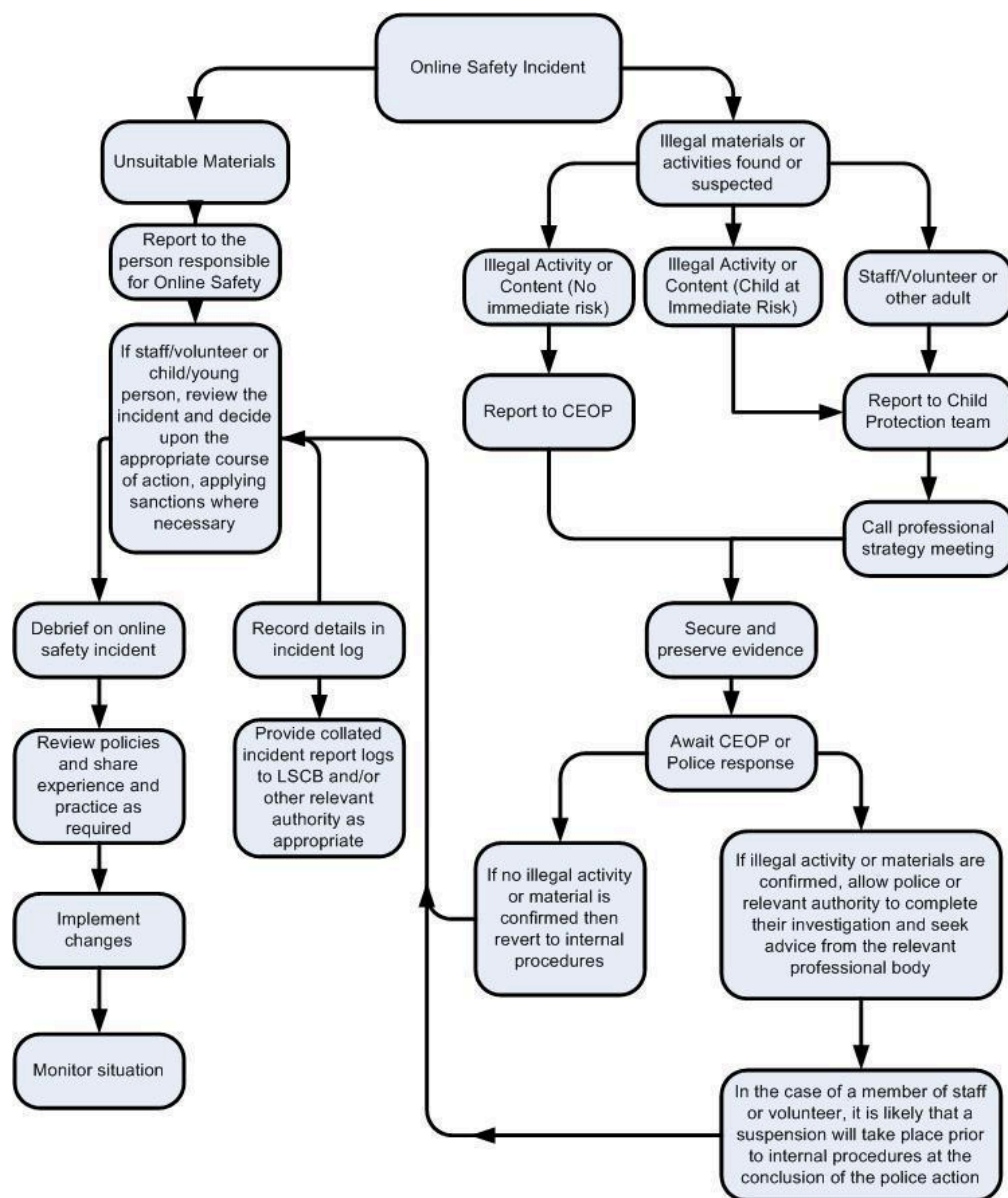 Online Safety Incident
Unsuitable Materials
Illegal materials or
activities found or
suspected
Report to the
person responsible
for Online Safety
Illegal Activity or
Content (No
immediate risk)
Illegal Activity or
Content (Child at
Immediate Risk)
Staff/Volunteer or
other adult
If staff/volunteer or
child/young
person, review the
incident and decide
upon the
appropriate course
of action, applying
sanctions where
necessary
Report to CEOP
Report to Child
Protection team
Call professional
strategy meeting
Debrief on online
safety incident
Record details in
incident log
Secure and
preserve evidence
Review policies
and share
experience and
practice as
required
Provide collated
incident report logs
to LSCB and/or
other relevant
authority as
appropriate
Await CEOP or
Police response
If no illegal activity
or material is
confirmed then
revert to internal
procedures
If illegal activity or materials are
confirmed, allow police or
relevant authority to complete
their investigation and seek
advice from the relevant
professional body
Implement
changes
Monitor situation
In the case of a member of staff
or volunteer, it is likely that a
suspension will take place prior
to internal procedures at the
conclusion of the police action